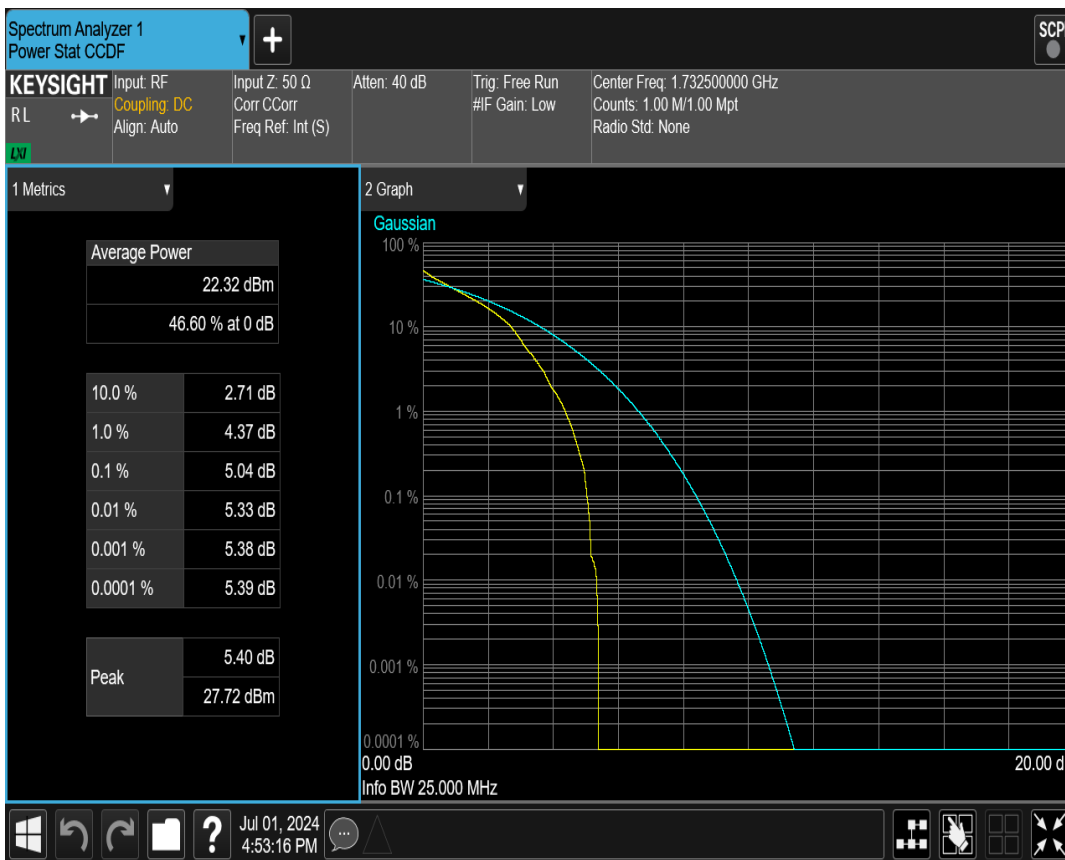 Spectrum Analyzer 1
Power Stat CCDF
+
SCP
KEYSIGHT
RL
LXI
Input: RF
Coupling: DC
Align: Auto
Input Z: 50 Ω
Corr CCorr
Freq Ref: Int (S)
Atten: 40 dB
Trig: Free Run
#IF Gain: Low
Center Freq: 1.732500000 GHz
Counts: 1.00 M/1.00 Mpt
Radio Std: None
1 Metrics
Average Power
22.32 dBm
46.60 % at 0 dB
10.0 % 2.71 dB
1.0 % 4.37 dB
0.1 % 5.04 dB
0.01 % 5.33 dB
0.001 % 5.38 dB
0.0001 % 5.39 dB
Peak
5.40 dB
27.72 dBm
2 Graph
Gaussian
100 %
10 %
1 %
0.1 %
0.01 %
0.001 %
0.0001 %
0.00 dB 20.00 d
Info BW 25.000 MHz
?
Jul 01, 2024
4:53:16 PM